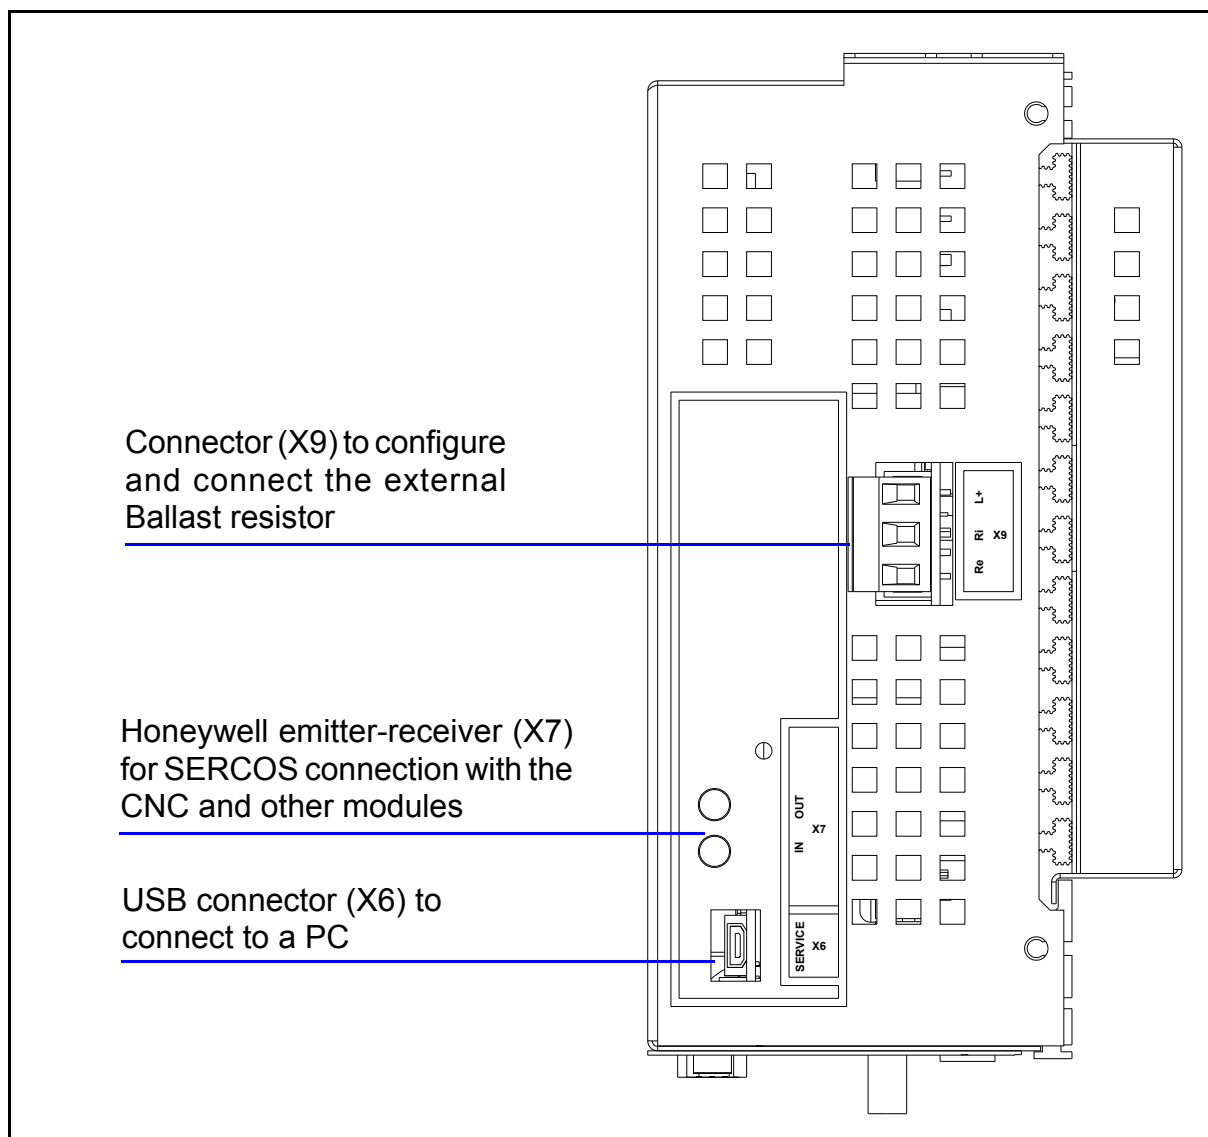 Connector (X9) to configure
and connect the external
Ballast resistor
L+
Ri
Re
X9
Honeywell emitter-receiver (X7)
for SERCOS connection with the
CNC and other modules
OUT
IN
X7
USB connector (X6) to
connect to a PC
SERVICE
X6